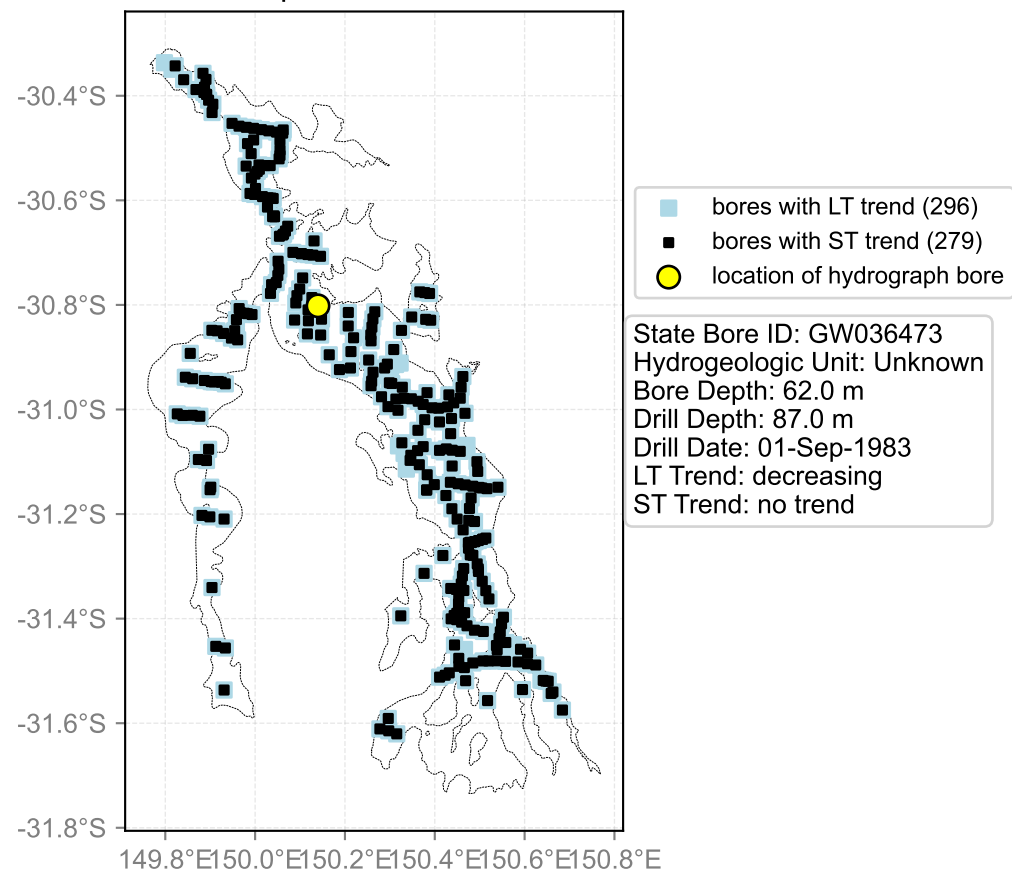 -30.4°S
-30.6°S
-30.8°S
-31.0°S
-31.2°S
-31.4°S
-31.6°S
-31.8°S
149.8°E150.0°E150.2°E150.4°E150.6°E150.8°E
bores with LT trend (296)
bores with ST trend (279)
location of hydrograph bore
State Bore ID: GW036473
Hydrogeologic Unit: Unknown
Bore Depth: 62.0 m
Drill Depth: 87.0 m
Drill Date: 01-Sep-1983
LT Trend: decreasing
ST Trend: no trend